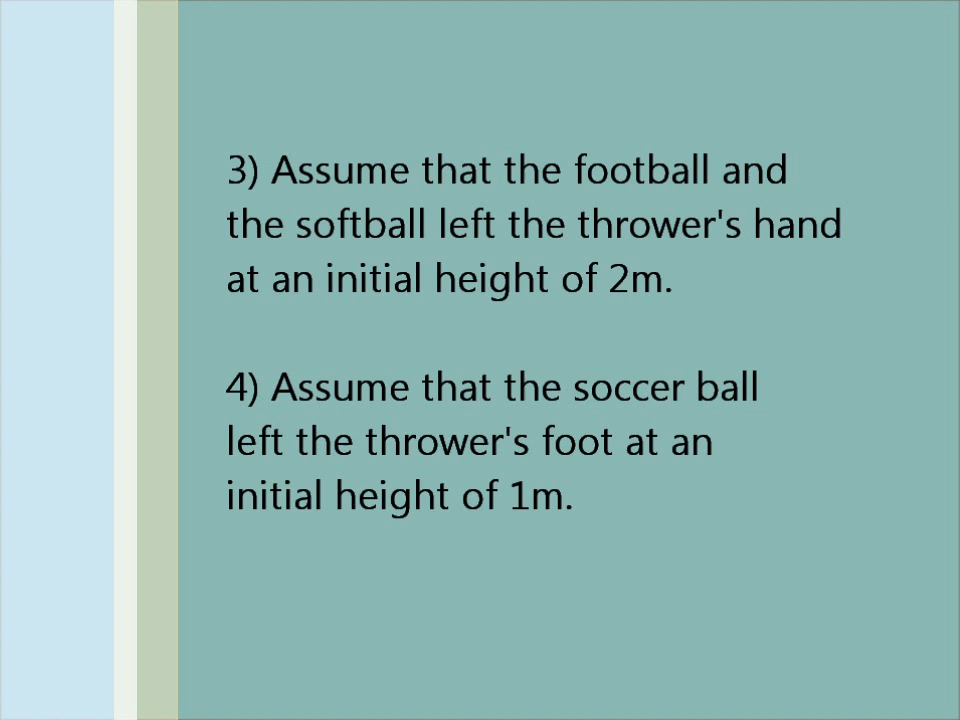 3) Assume that the football and
the softball left the thrower's hand
at an initial height of 2m.
4) Assume that the soccer ball
left the thrower's foot at an
initial height of 1m.